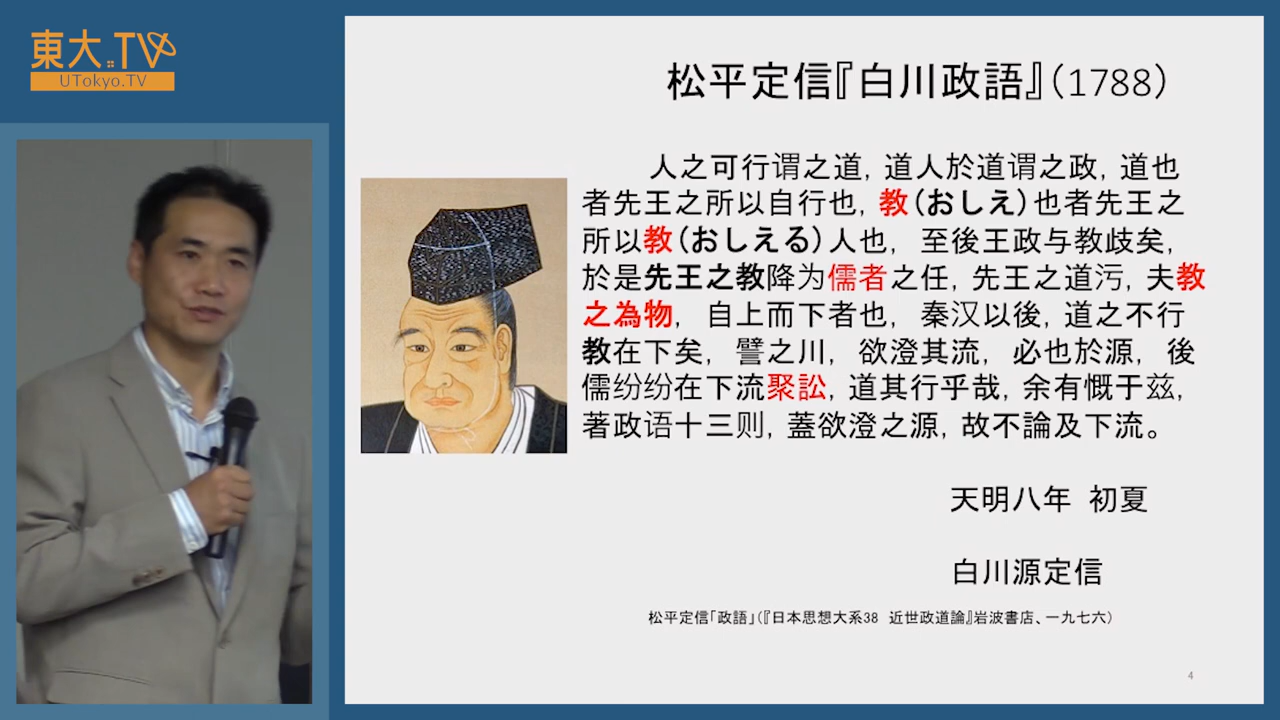 東大.TV
UTokyo.TV
松平定信『白川政語』（1788）
人之可行谓之道，道人於道谓之政，道也
者先王之所以自行也，教（おしえ）也者先王之
所以教（おしえる）人也， 至後王政与教歧矣，
於是先王之教降为儒者之任，先王之道污，夫教
之為物， 自上而下者也， 秦汉以後，道之不行
教在下矣， 譬之川， 欲澄其流， 必也於源， 後
儒纷纷在下流聚訟，道其行乎哉，余有慨于兹，
著政语十三则，蓋欲澄之源，故不論及下流。
天明八年 初夏
白川源定信
松平定信「政語」（『日本思想大系38 近世政道論』岩波書店、一九七六）
4